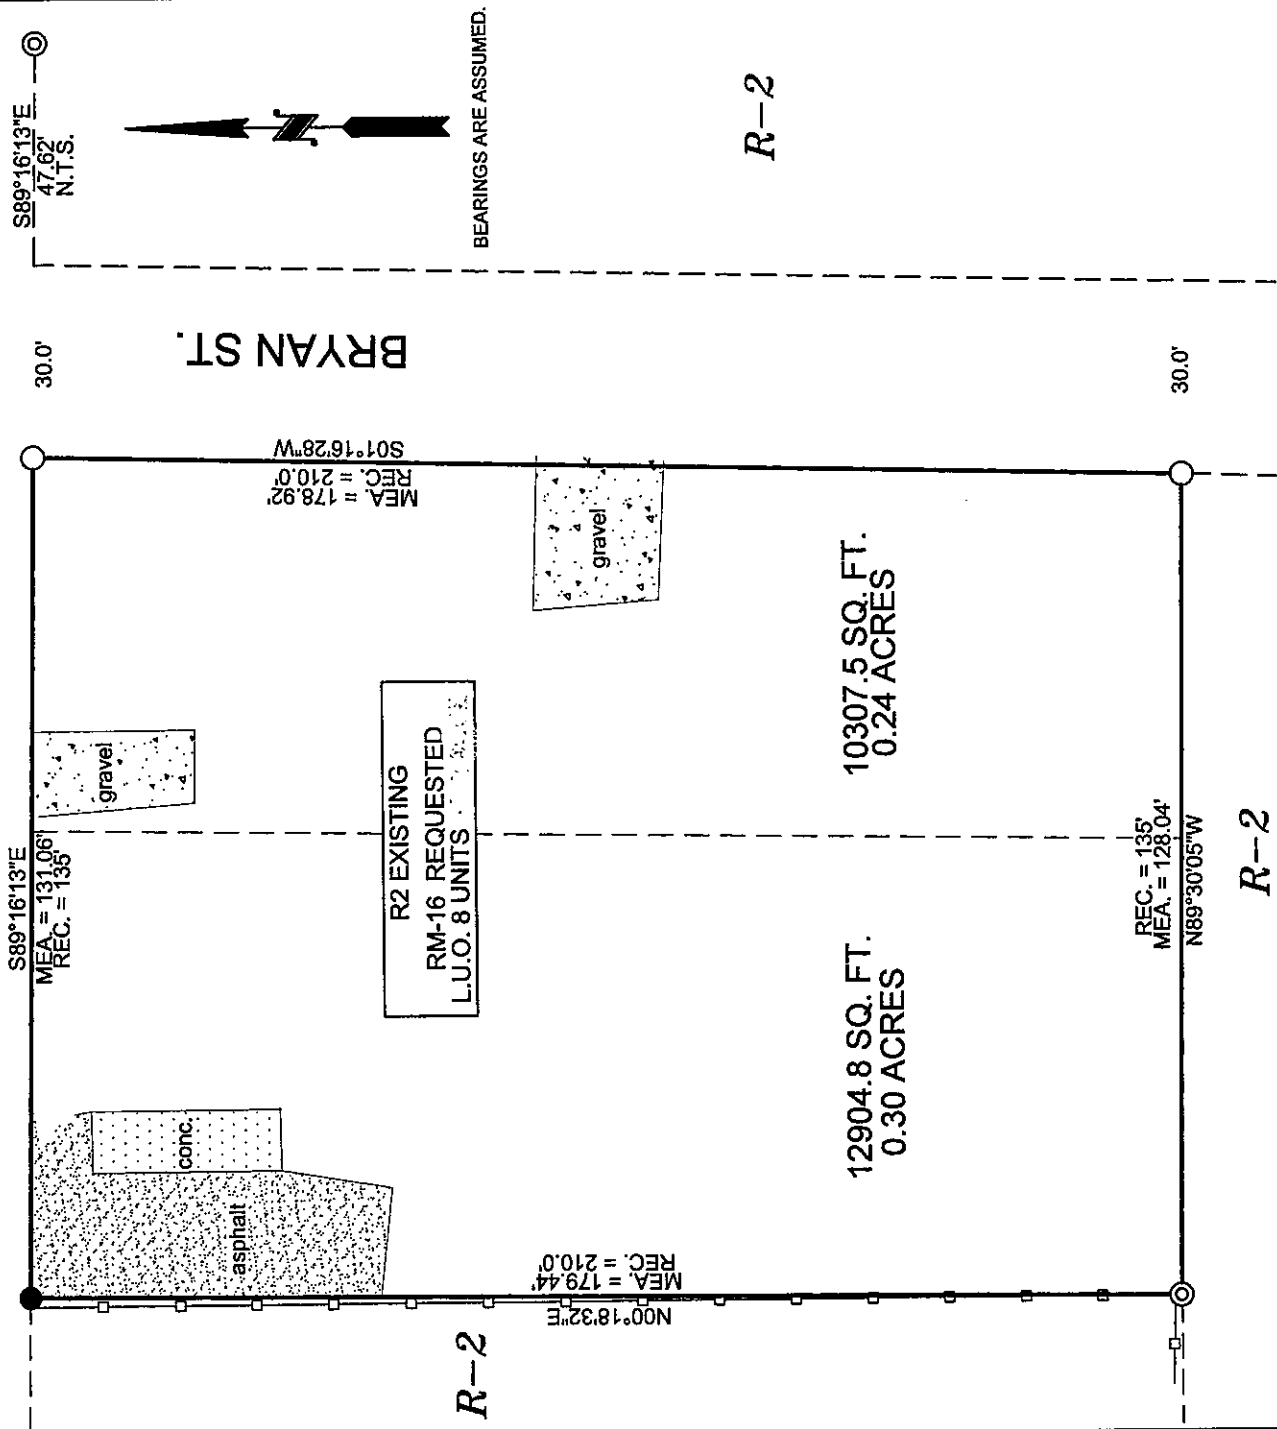 S89°16'13"E
47.62'
N.T.S.
BEARINGS ARE ASSUMED.
R-2
30.0'
BRYAN ST.
30.0'
S01°16'28"W
REC. = 210.0'
MEA. = 178.92'
gravel
gravel
S89°16'13"E
MEA. = 131.06'
REC. = 135'
R2 EXISTING
RM-16 REQUESTED
L.U.O. 8 UNITS
10307.5 SQ. FT.
0.24 ACRES
12904.8 SQ. FT.
0.30 ACRES
REC. = 135'
MEA. = 128.04'
N89°30'05"W
R-2
conc.
asphalt
REC. = 210.0'
MEA. = 179.44'
N00°18'32"E
R-2